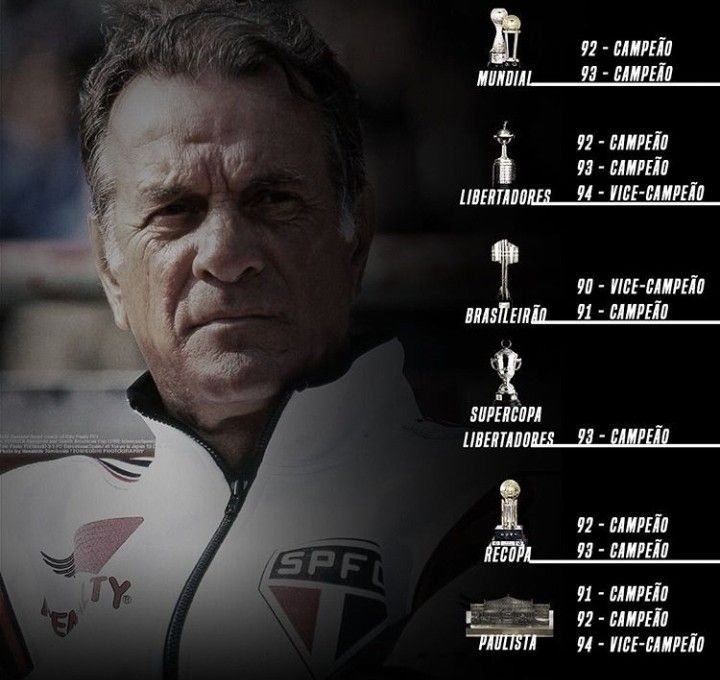 92 - CAMPEÃO
93 - CAMPEÃO
MUNDIAL
92 - CAMPEÃO
93 - CAMPEÃO
94 - VICE-CAMPEÃO
LIBERTADORES
90 - VICE-CAMPEÃO
91 - CAMPEÃO
BRASILEIRÃO
SUPERCOPA
LIBERTADORES
93 - CAMPEÃO
92 - CAMPEÃO
93 - CAMPEÃO
RECOPA
91 - CAMPEÃO
92 - CAMPEÃO
94 - VICE-CAMPEÃO
PAULISTA
SPFC
TY